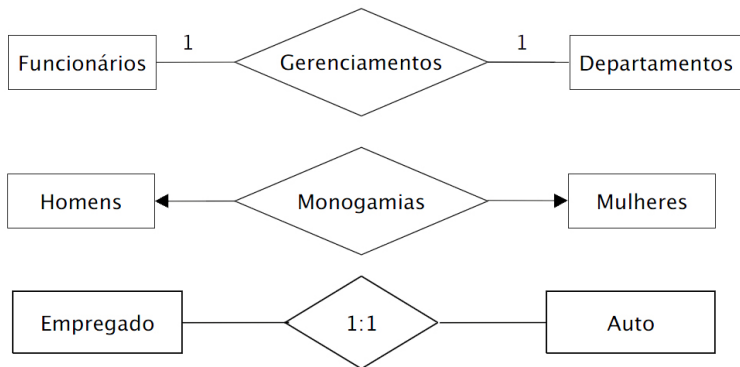 Funcionários 1 Gerenciamentos 1 Departamentos
Homens Monogamias Mulheres
Empregado 1:1 Auto